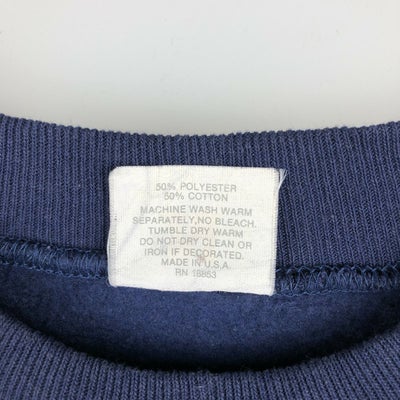 50% POLYESTER
50% COTTON
MACHINE WASH WARM
SEPARATELY, NO BLEACH.
TUMBLE DRY WARM
DO NOT DRY CLEAN OR
IRON IF DECORATED.
MADE IN U.S.A.
RN 18863